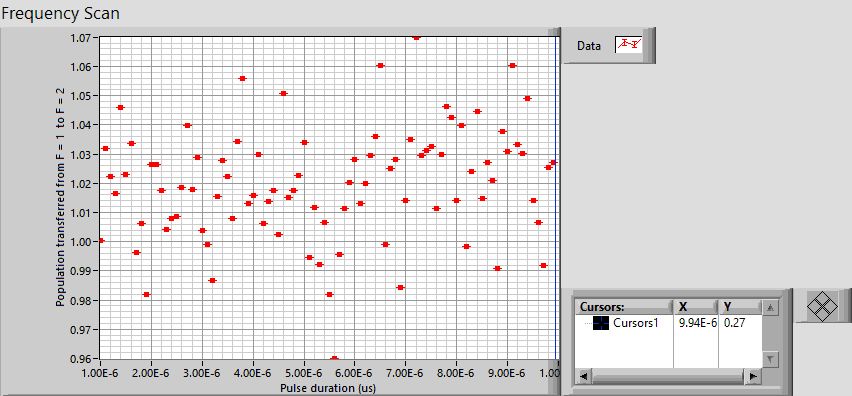 Frequency Scan
Data
Population transferred from F = 1 to F = 2
1.07
1.06
1.05
1.04
1.03
1.02
1.01
1.00
0.99
0.98
0.97
0.96
1.00E-6 2.00E-6 3.00E-6 4.00E-6 5.00E-6 6.00E-6 7.00E-6 8.00E-6 9.00E-6 1.00
Pulse duration (us)
Cursors: X Y
Cursors1 9.94E-6 0.27